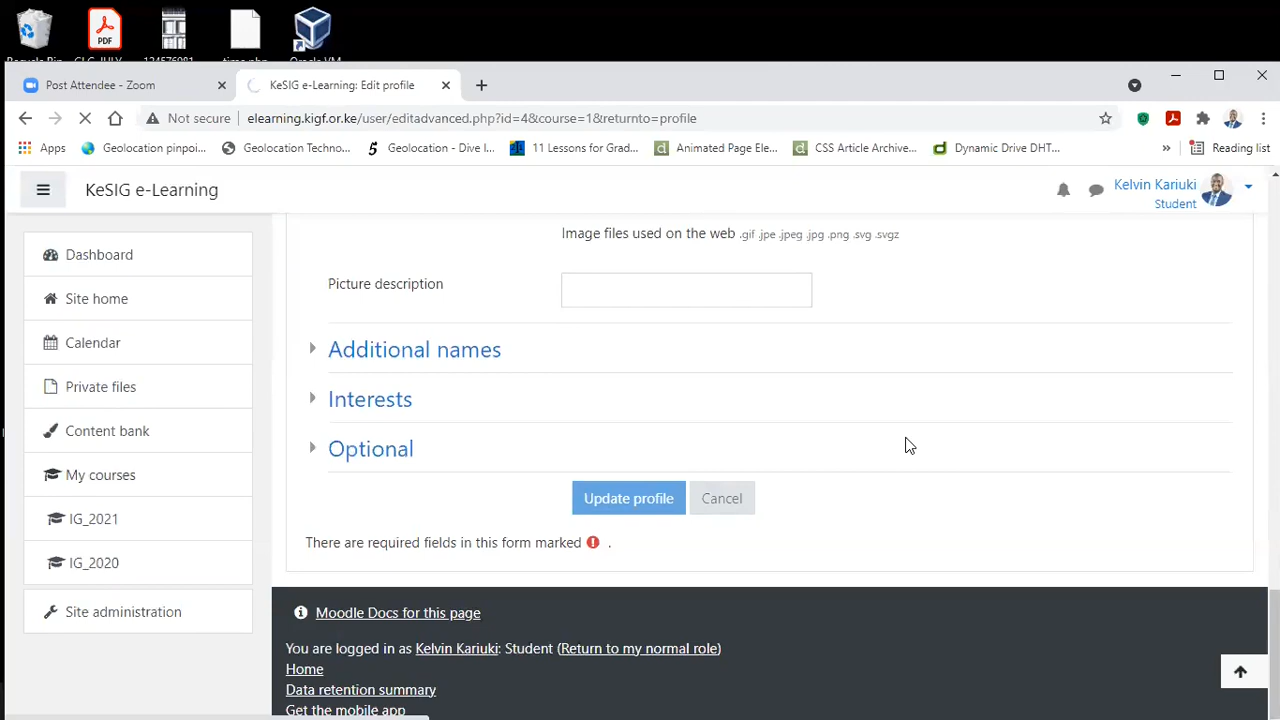 PDF
Post Attendee - Zoom
KeSIG e-Learning: Edit profile
Not secure
elearning.kigf.or.ke/user/editadvanced.php?id=4&course=1&returnto=profile
Apps
Geolocation pinpoi...
Geolocation Techno...
Geolocation - Dive I...
11 Lessons for Grad...
Animated Page Ele...
CSS Article Archive...
Dynamic Drive DHT...
»
Reading list
KeSIG e-Learning
Kelvin Kariuki
Student
Dashboard
Site home
Calendar
Private files
Content bank
My courses
IG_2021
IG_2020
Site administration
Image files used on the web .gif .jpe .jpeg .jpg .png .svg .svgz
Picture description
Additional names
Interests
Optional
Update profile
Cancel
There are required fields in this form marked .
Moodle Docs for this page
You are logged in as Kelvin Kariuki: Student (Return to my normal role)
Home
Data retention summary
Get the mobile app